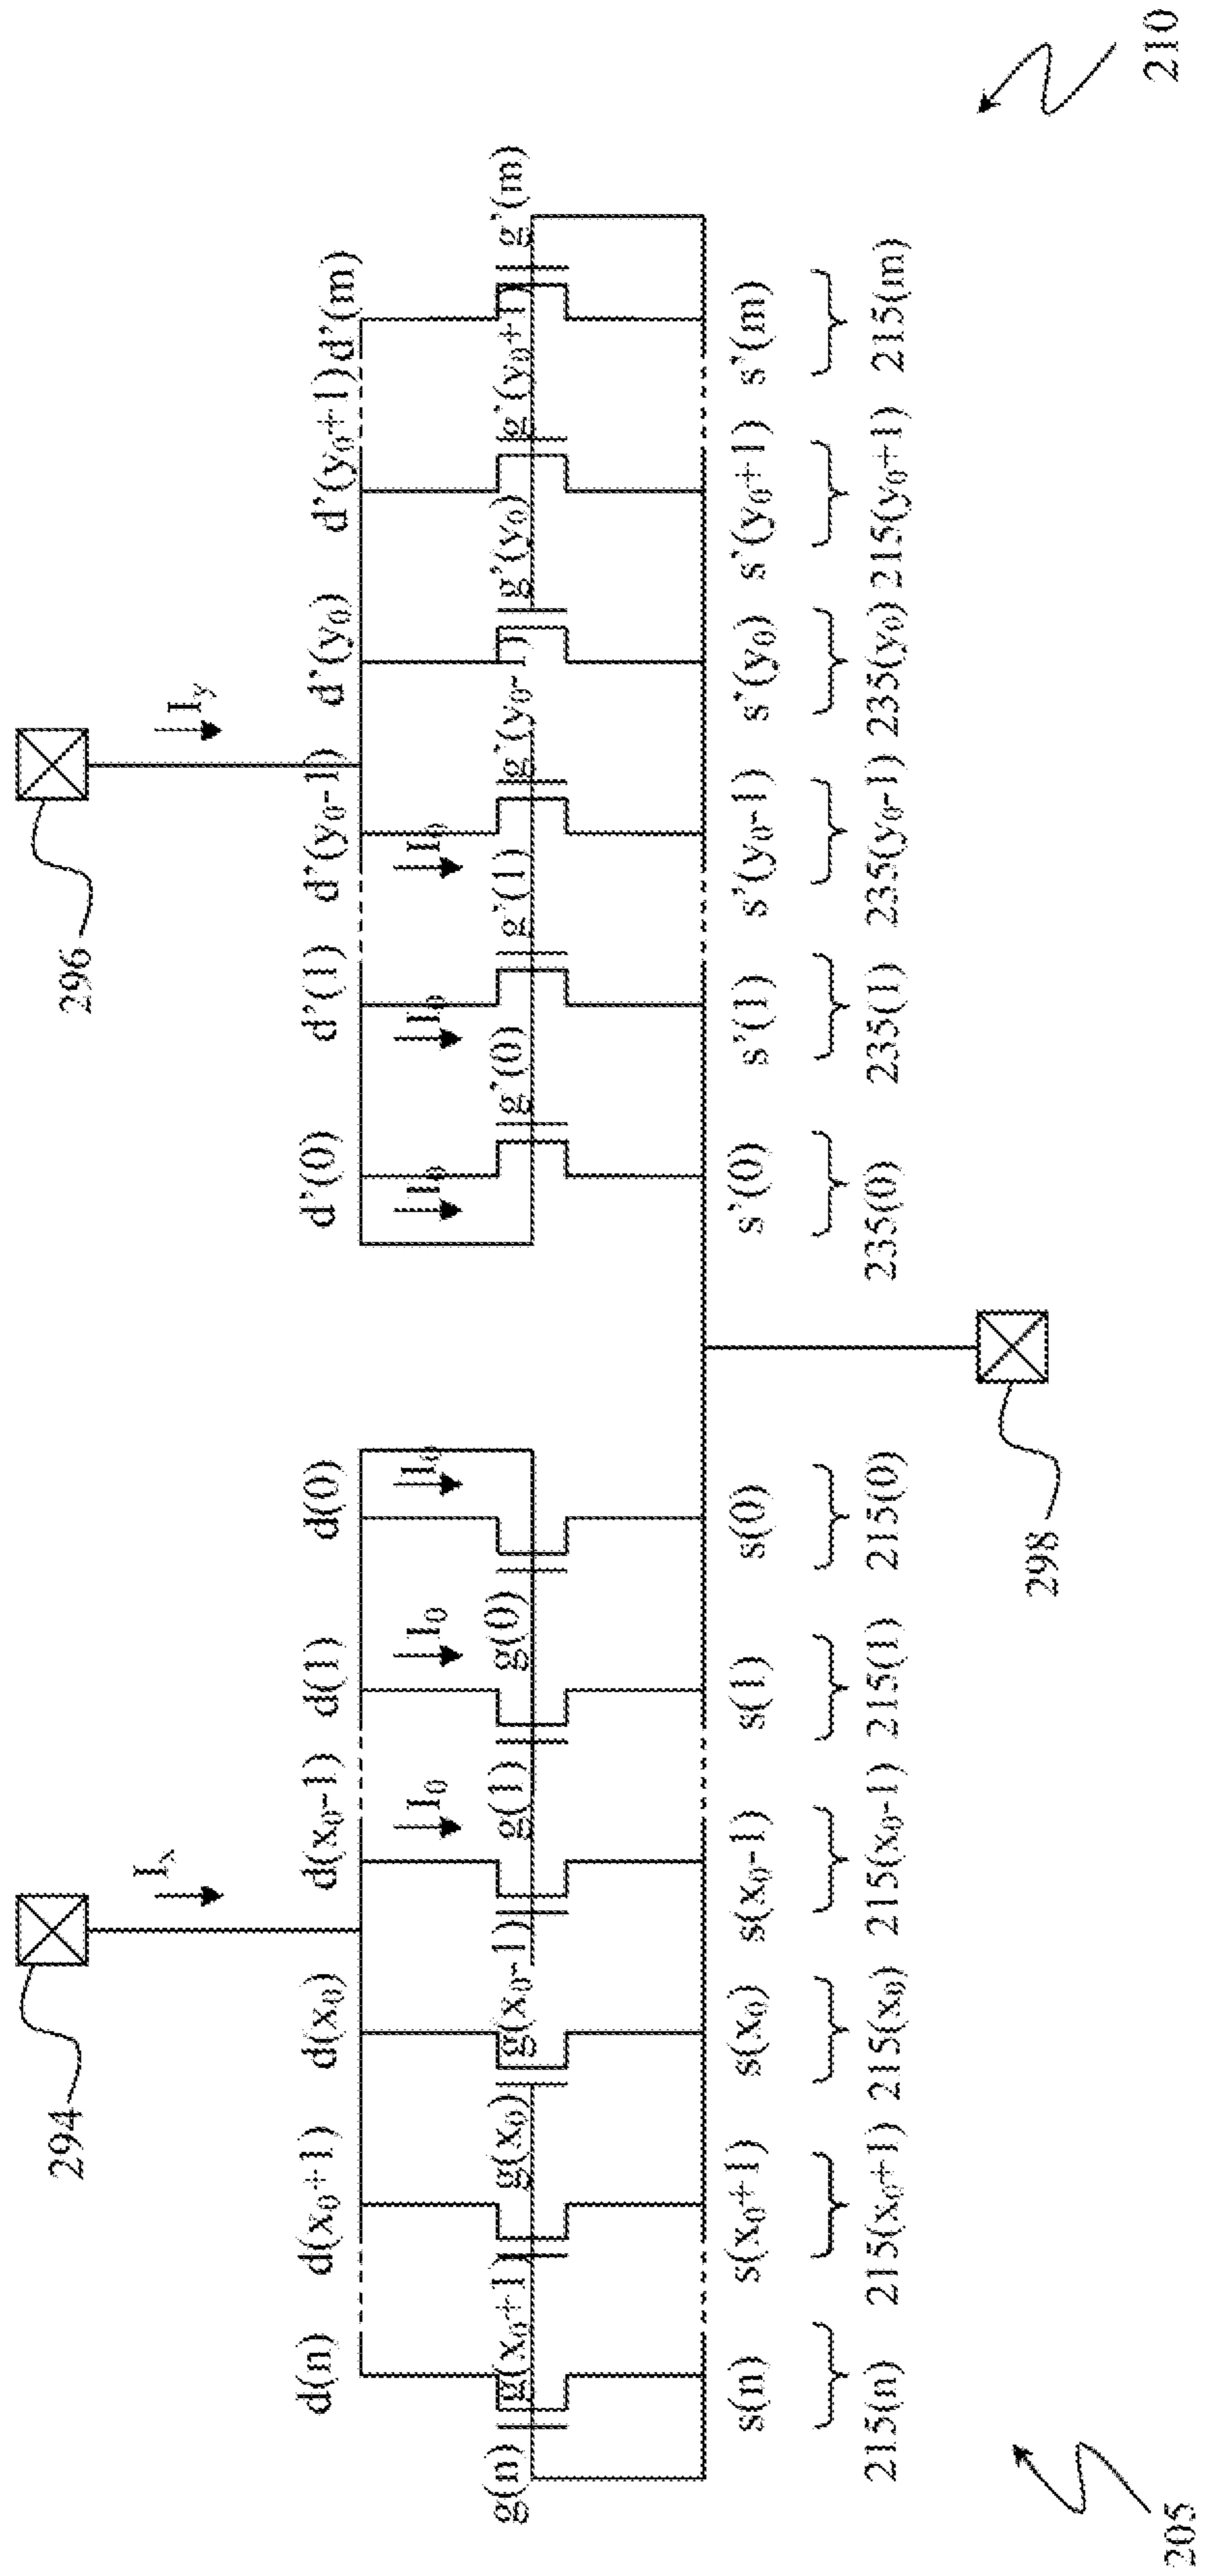 294 Iₓ 296 I_y
d(n) d(x₀+1) d(x₀) d(x₀-1) d(1) d(0) d'(0) d'(1) d'(y₀-1) d'(y₀) d'(y₀+1) d'(m)
I₀ I₀ I₀ I₀ I₀ I₀
g(n) g(x₀+1) g(x₀) g(x₀-1) g(1) g(0) g'(0) g'(1) g'(y₀-1) g'(y₀) g'(y₀+1) g'(m)
s(n) s(x₀+1) s(x₀) s(x₀-1) s(1) s(0) s'(0) s'(1) s'(y₀-1) s'(y₀) s'(y₀+1) s'(m)
215(n) 215(x₀+1) 215(x₀) 215(x₀-1) 215(1) 215(0) 235(0) 235(1) 235(y₀-1) 235(y₀) 215(y₀+1) 215(m)
298
205 210